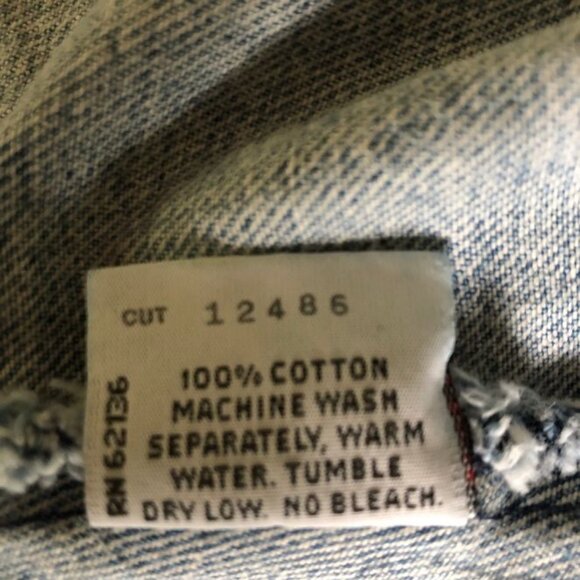 CUT 12486
100% COTTON
MACHINE WASH
SEPARATELY, WARM
WATER. TUMBLE
DRY LOW. NO BLEACH.
RN 62136